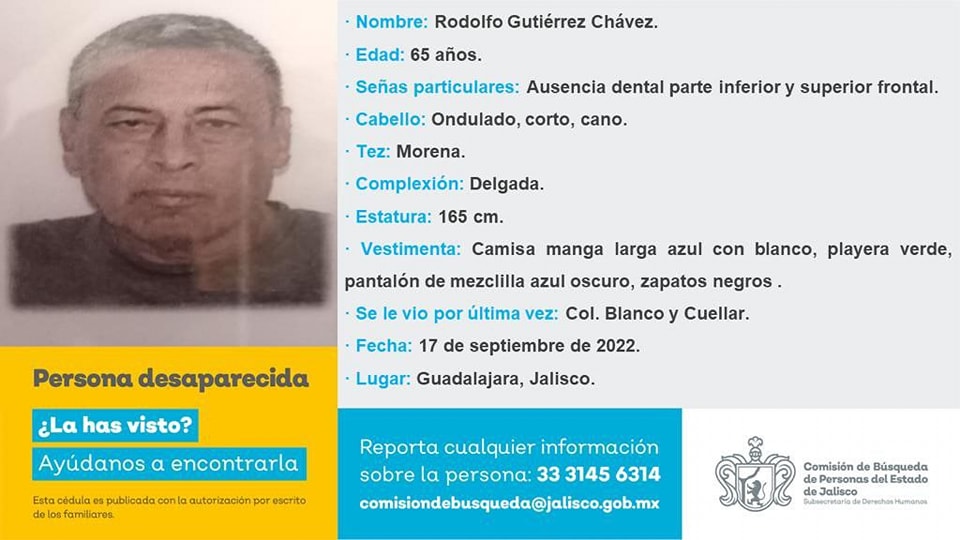 · Nombre: Rodolfo Gutiérrez Chávez.
· Edad: 65 años.
· Señas particulares: Ausencia dental parte inferior y superior frontal.
· Cabello: Ondulado, corto, cano.
· Tez: Morena.
· Complexión: Delgada.
· Estatura: 165 cm.
· Vestimenta: Camisa manga larga azul con blanco, playera verde,
pantalón de mezclilla azul oscuro, zapatos negros .
· Se le vio por última vez: Col. Blanco y Cuellar.
· Fecha: 17 de septiembre de 2022.
· Lugar: Guadalajara, Jalisco.
Persona desaparecida
¿La has visto?
Ayúdanos a encontrarla
Esta cédula es publicada con la autorización por escrito
de los familiares.
Reporta cualquier información
sobre la persona: 33 3145 6314
comisiondebusqueda@jalisco.gob.mx
Comisión de Búsqueda
de Personas del Estado
de Jalisco
Subsecretaría de Derechos Humanos